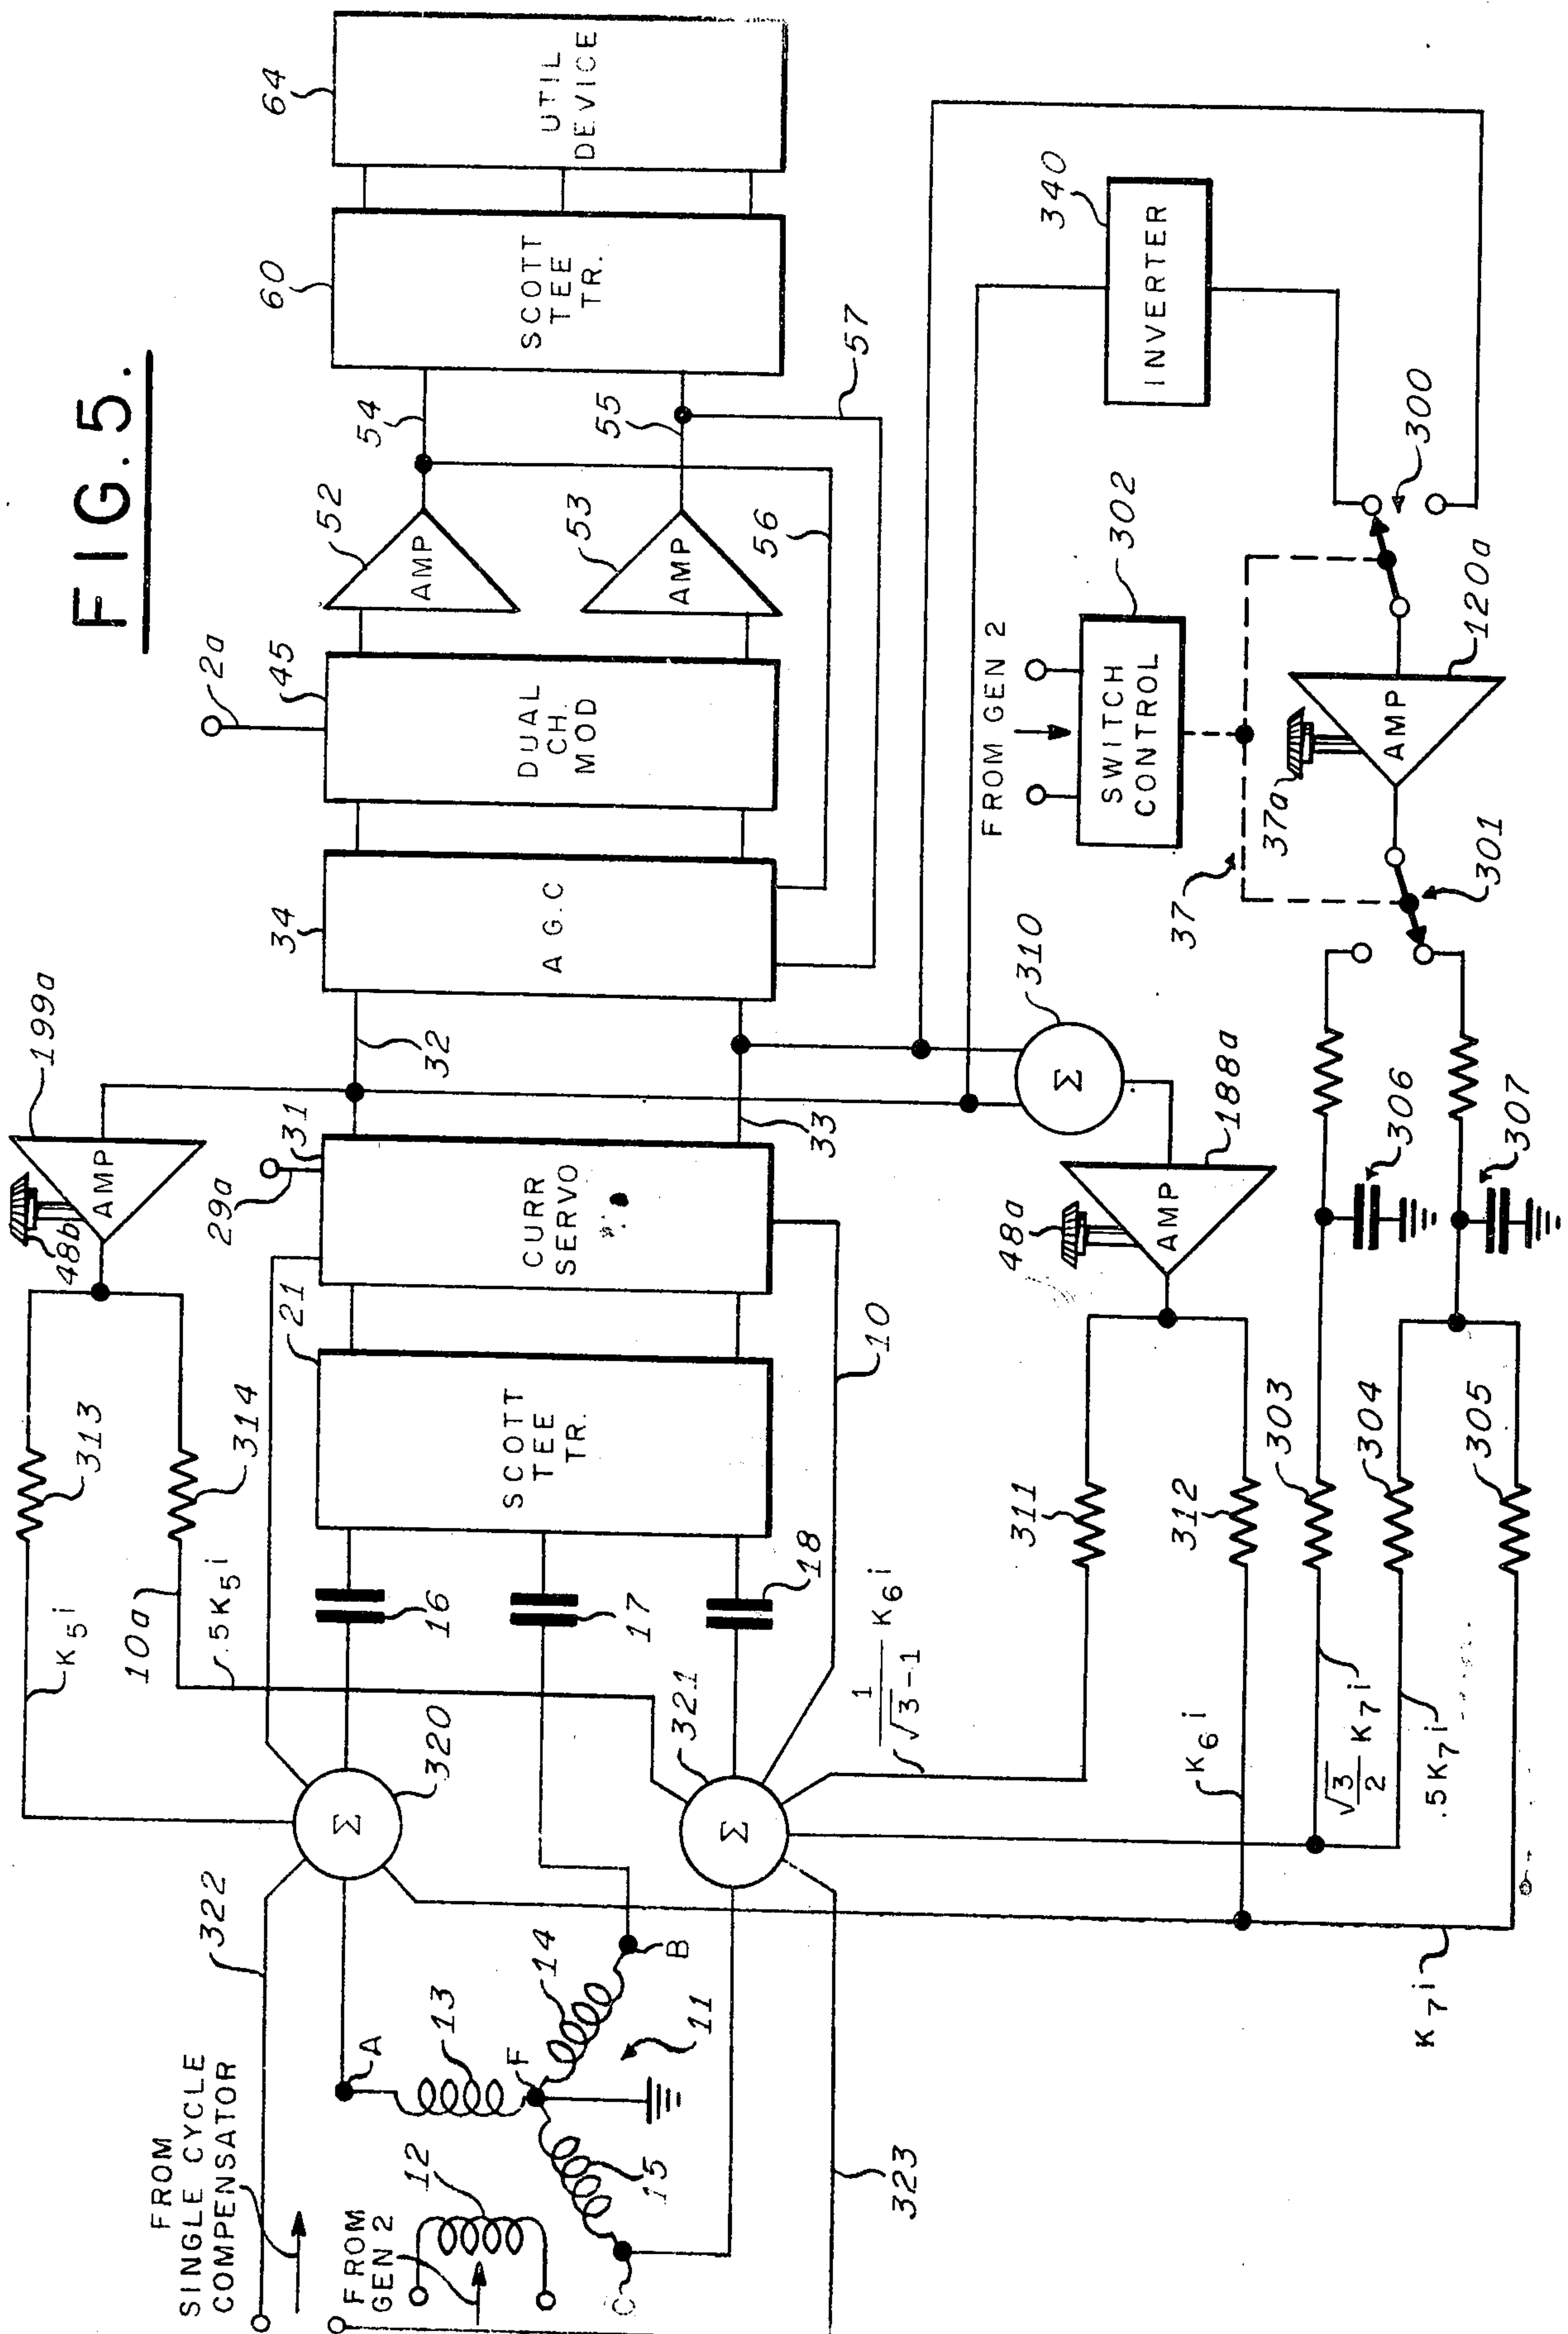 FIG.5.
FROM
SINGLE CYCLE
COMPENSATOR
322
FROM
GEN 2
12
A
13
F
14
B
15
C
11
323
320
Σ
321
Σ
K5i
10a
.5K5i
313
314
48b
AMP
199a
16
17
18
21
SCOTT
TEE
TR.
29a
31
CURR
SERVO
10
32
33
34
A G.C
45
DUAL
CH.
MOD
2a
52
AMP
53
AMP
54
55
56
57
60
SCOTT
TEE
TR.
64
UTIL
DEVICE
310
Σ
48a
AMP
188a
311
312
1/√3-1 K6i
K6i
303
304
305
√3/2 K7i
.5K7i
K7i
306
307
301
37
37a
AMP
120a
FROM GEN 2
SWITCH
CONTROL
302
300
INVERTER
340